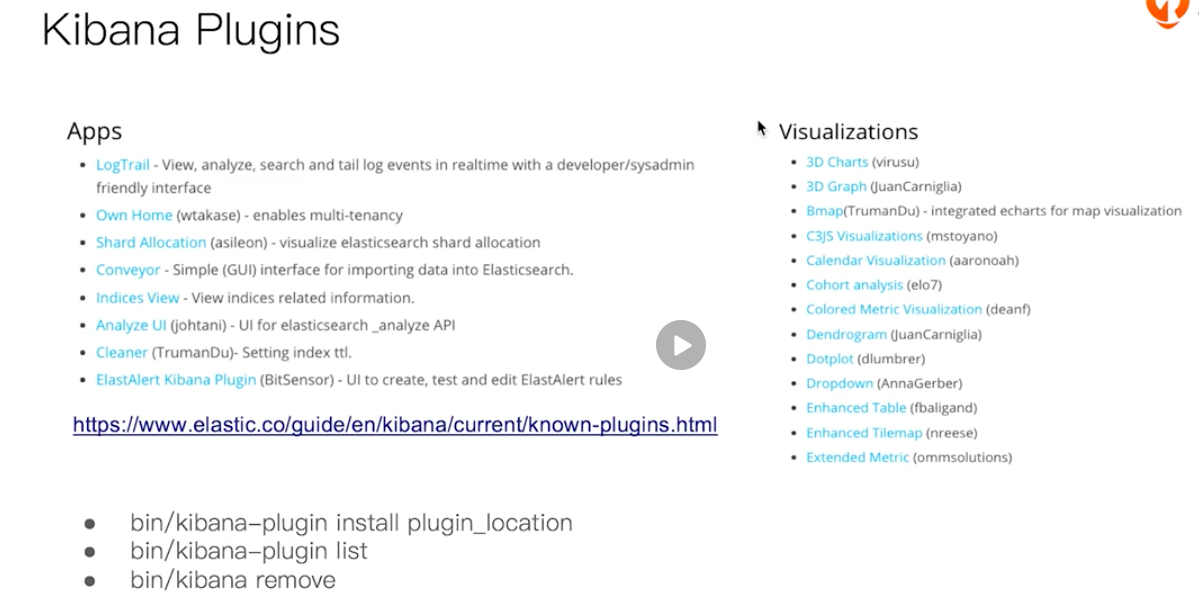 Kibana Plugins
Apps
LogTrail - View, analyze, search and tail log events in realtime with a developer/sysadmin
friendly interface
Own Home (wtakase) - enables multi-tenancy
Shard Allocation (asileon) - visualize elasticsearch shard allocation
Conveyor - Simple (GUI) interface for importing data into Elasticsearch.
Indices View - View indices related information.
Analyze UI (johtani) - UI for elasticsearch _analyze API
Cleaner (TrumanDu)- Setting index ttl.
ElastAlert Kibana Plugin (BitSensor) - UI to create, test and edit ElastAlert rules
https://www.elastic.co/guide/en/kibana/current/known-plugins.html
Visualizations
3D Charts (virusu)
3D Graph (JuanCarniglia)
Bmap(TrumanDu) - integrated echarts for map visualization
C3JS Visualizations (mstoyano)
Calendar Visualization (aaronoah)
Cohort analysis (elo7)
Colored Metric Visualization (deanf)
Dendrogram (JuanCarniglia)
Dotplot (dlumbrer)
Dropdown (AnnaGerber)
Enhanced Table (fbaligand)
Enhanced Tilemap (nreese)
Extended Metric (ommsolutions)
bin/kibana-plugin install plugin_location
bin/kibana-plugin list
bin/kibana remove